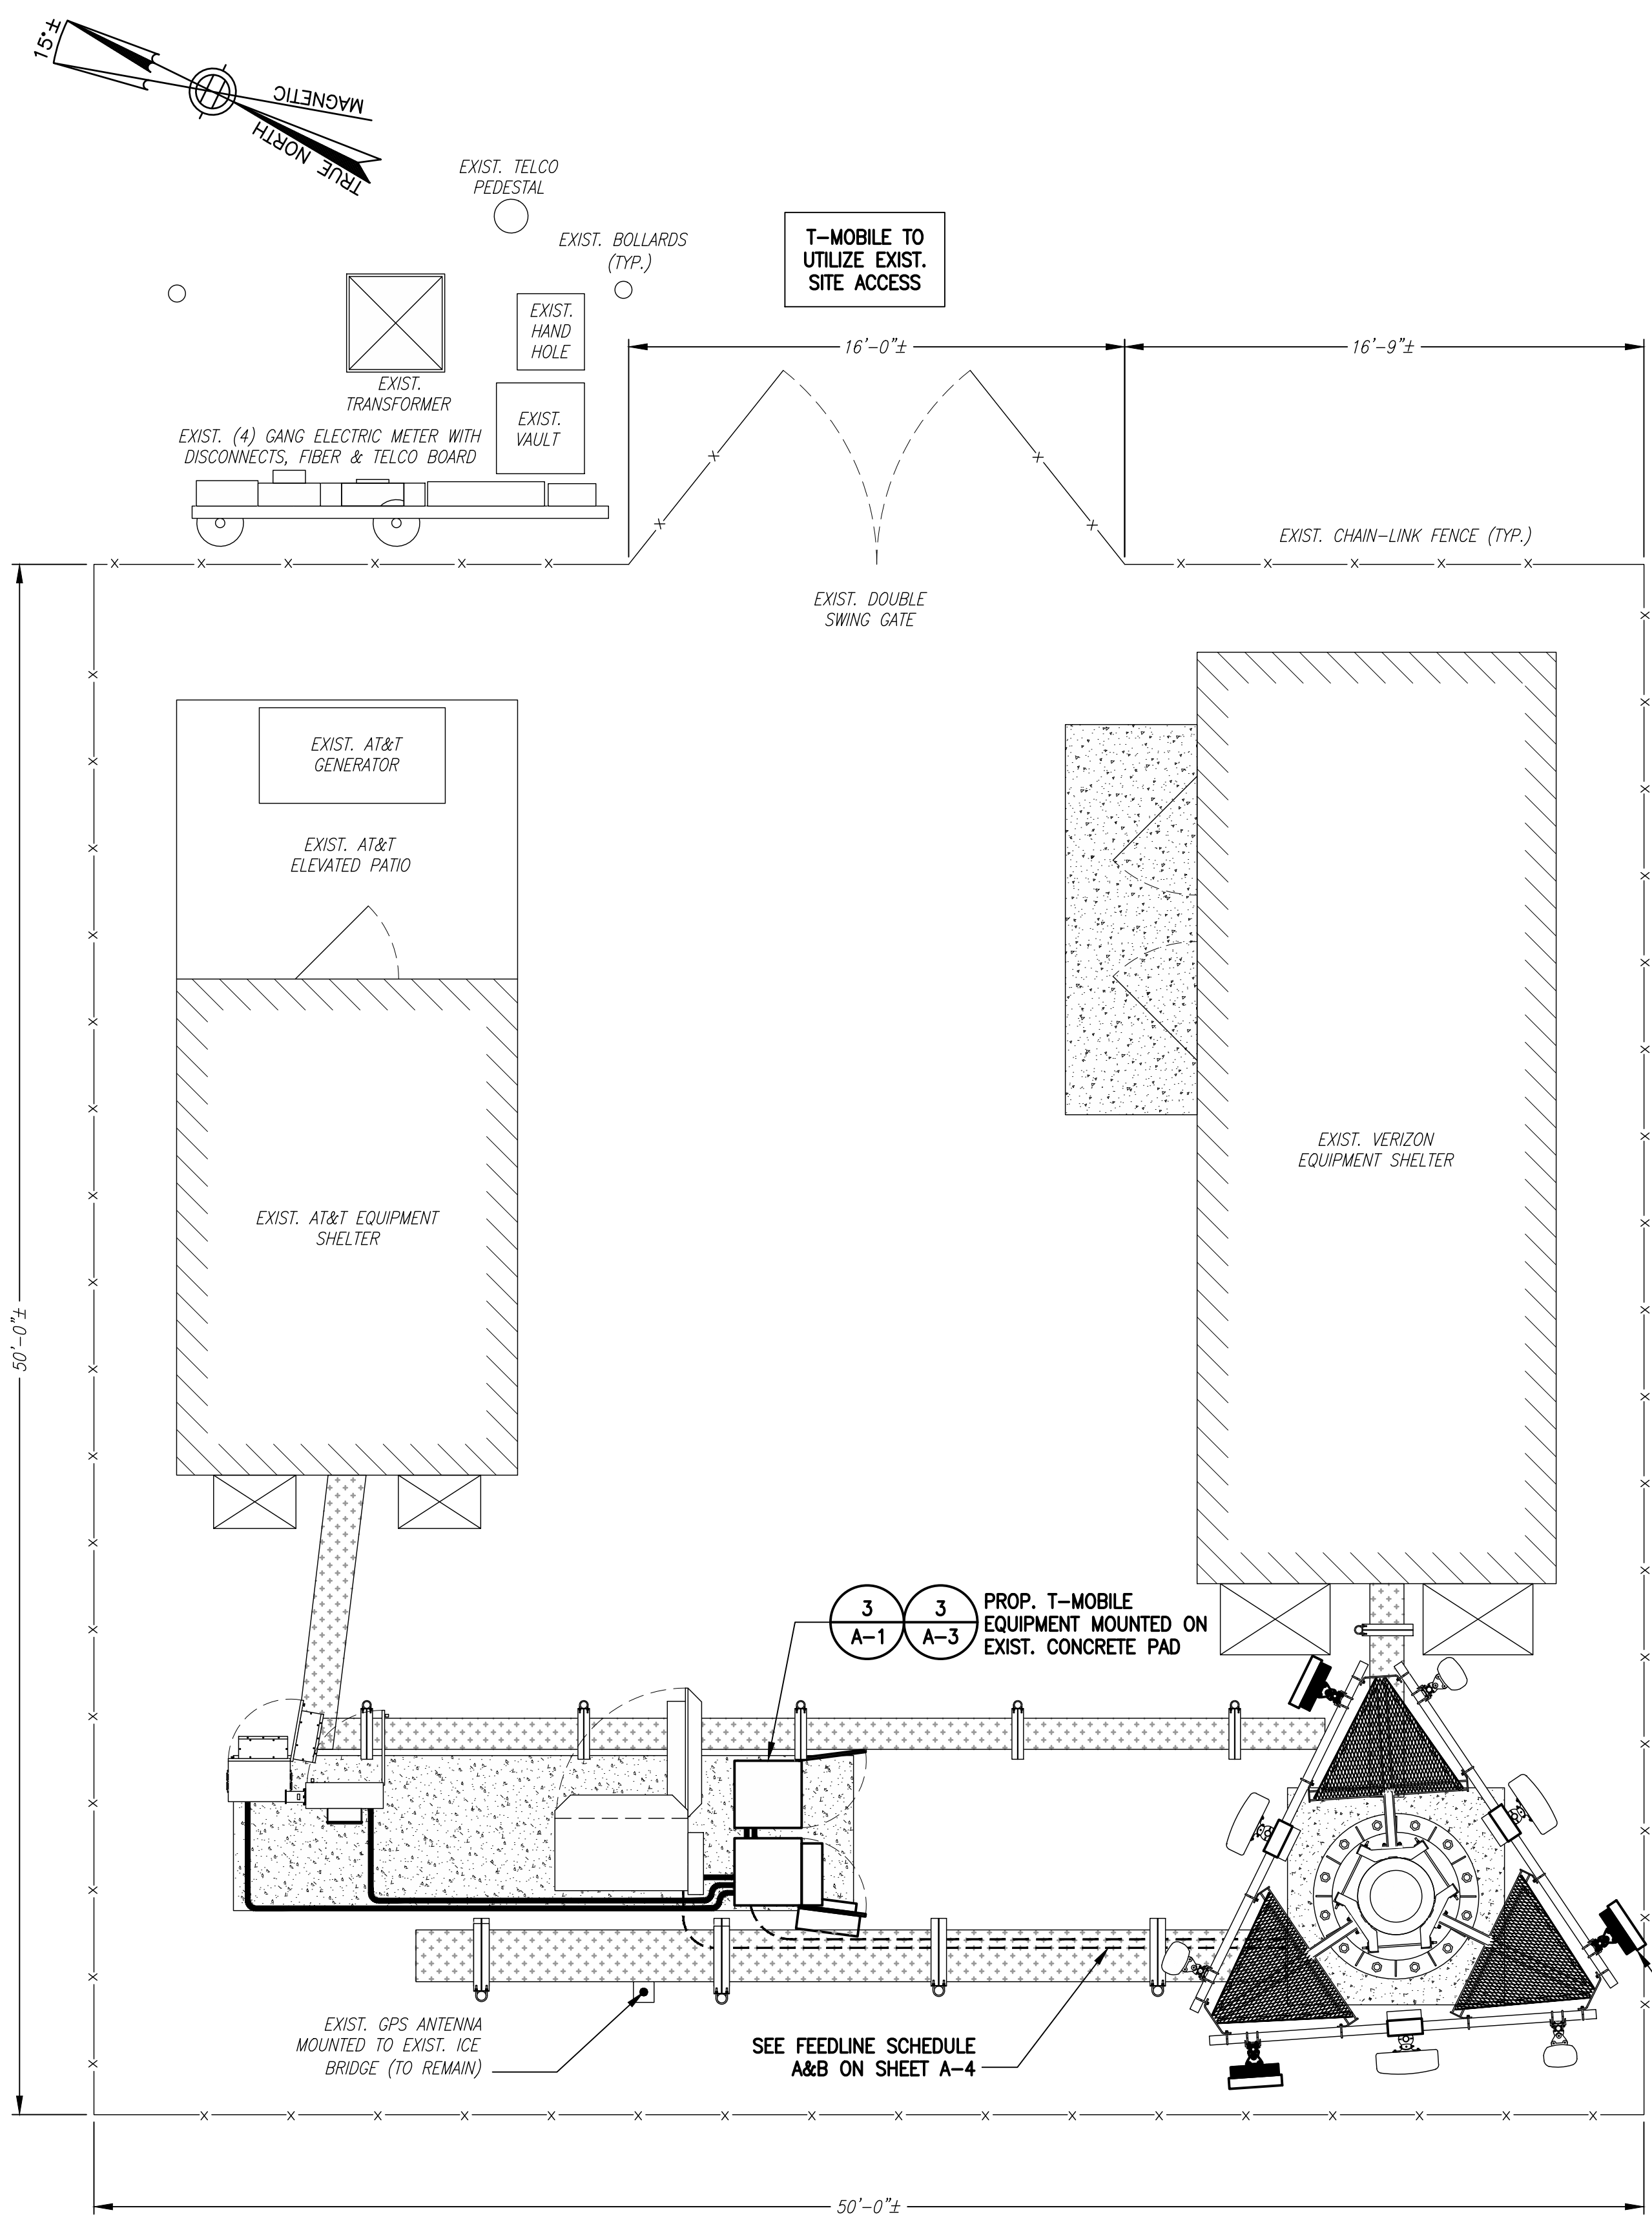 15°±
MAGNETIC
TRUE NORTH
EXIST. TELCO
PEDESTAL
EXIST. BOLLARDS
(TYP.)
T-MOBILE TO
UTILIZE EXIST.
SITE ACCESS
EXIST.
HAND
HOLE
16'-0"±
16'-9"±
EXIST.
TRANSFORMER
EXIST.
VAULT
EXIST. (4) GANG ELECTRIC METER WITH
DISCONNECTS, FIBER & TELCO BOARD
EXIST. CHAIN-LINK FENCE (TYP.)
EXIST. DOUBLE
SWING GATE
EXIST. AT&T
GENERATOR
EXIST. AT&T
ELEVATED PATIO
EXIST. VERIZON
EQUIPMENT SHELTER
EXIST. AT&T EQUIPMENT
SHELTER
50'-0"±
3
A-1
3
A-3
PROP. T-MOBILE
EQUIPMENT MOUNTED ON
EXIST. CONCRETE PAD
EXIST. GPS ANTENNA
MOUNTED TO EXIST. ICE
BRIDGE (TO REMAIN)
SEE FEEDLINE SCHEDULE
A&B ON SHEET A-4
50'-0"±